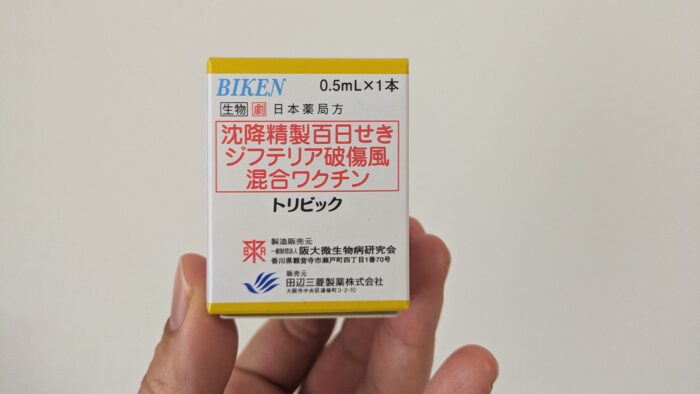 BIKEN 0.5mL×1本
生物 劇 日本薬局方
沈降精製百日せき
ジフテリア破傷風
混合ワクチン
トリビック
製造販売元
一般財団法人 阪大微生物病研究会
香川県観音寺市瀬戸町四丁目1番70号
販売元
田辺三菱製薬株式会社
大阪市中央区道修町3-2-10